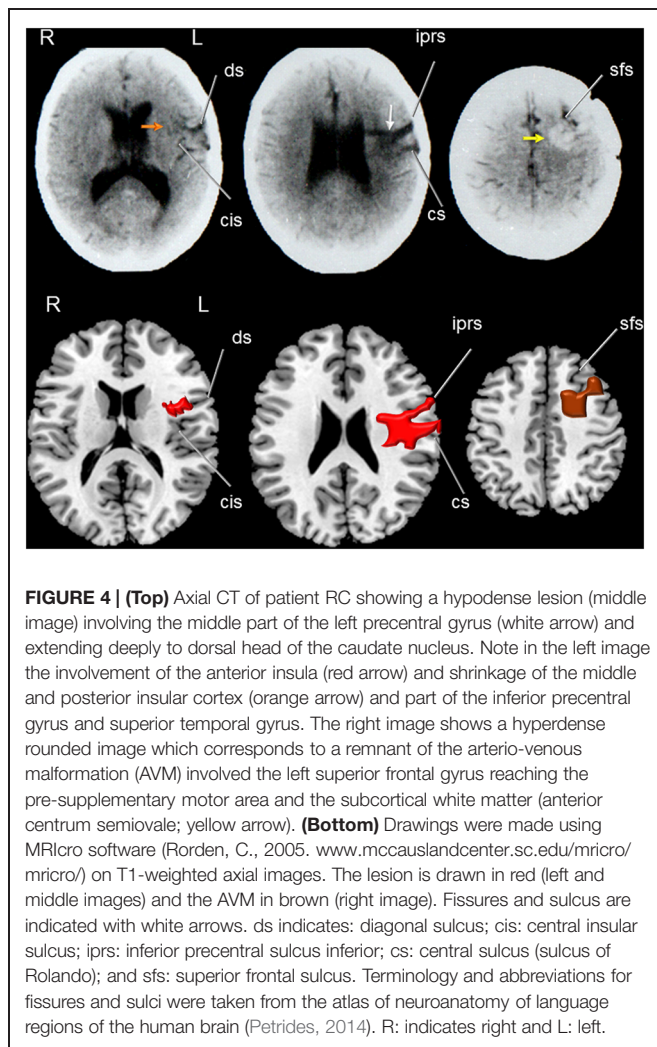 R L iprs
ds sfs
cis cs
R L
ds iprs sfs
cis cs
FIGURE 4 | (Top) Axial CT of patient RC showing a hypodense lesion (middle
image) involving the middle part of the left precentral gyrus (white arrow) and
extending deeply to dorsal head of the caudate nucleus. Note in the left image
the involvement of the anterior insula (red arrow) and shrinkage of the middle
and posterior insular cortex (orange arrow) and part of the inferior precentral
gyrus and superior temporal gyrus. The right image shows a hyperdense
rounded image which corresponds to a remnant of the arterio-venous
malformation (AVM) involved the left superior frontal gyrus reaching the
pre-supplementary motor area and the subcortical white matter (anterior
centrum semiovale; yellow arrow). (Bottom) Drawings were made using
MRIcro software (Rorden, C., 2005. www.mccauslandcenter.sc.edu/mricro/
mricro/) on T1-weighted axial images. The lesion is drawn in red (left and
middle images) and the AVM in brown (right image). Fissures and sulcus are
indicated with white arrows. ds indicates: diagonal sulcus; cis: central insular
sulcus; iprs: inferior precentral sulcus inferior; cs: central sulcus (sulcus of
Rolando); and sfs: superior frontal sulcus. Terminology and abbreviations for
fissures and sulci were taken from the atlas of neuroanatomy of language
regions of the human brain (Petrides, 2014). R: indicates right and L: left.